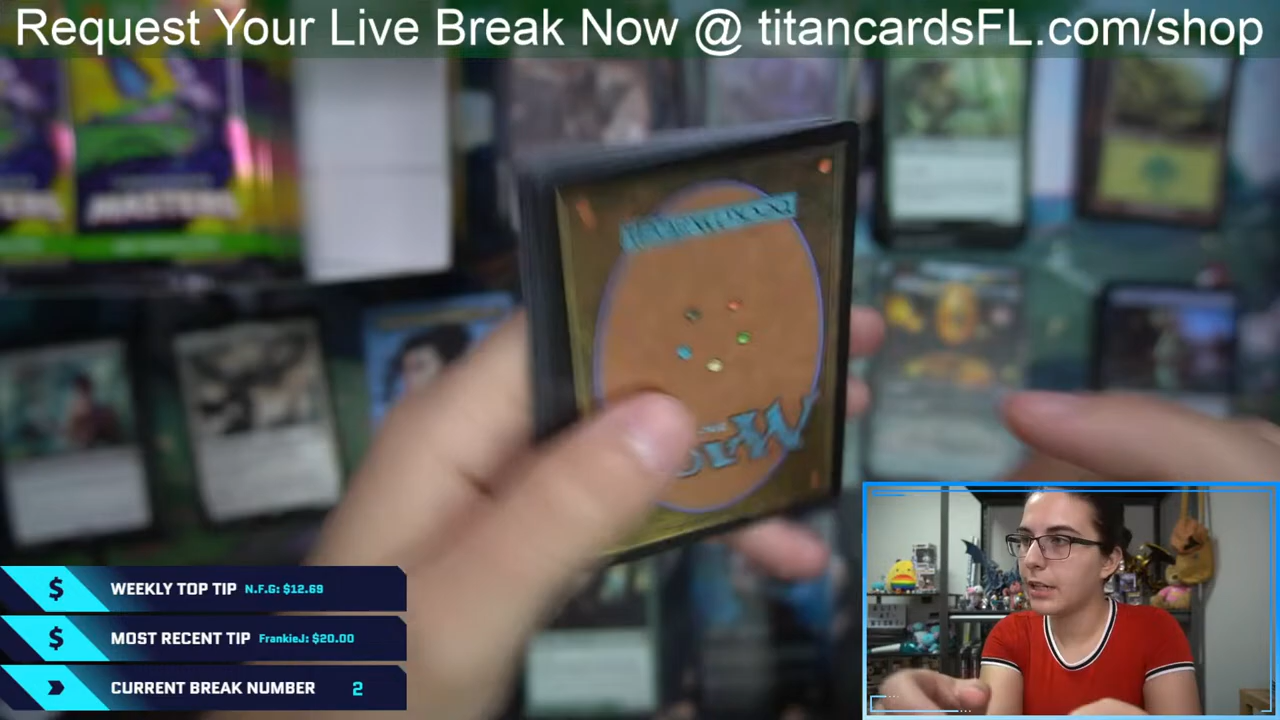 Request Your Live Break Now @ titancardsFL.com/shop
MASTERS
WEEKLY TOP TIP N.F.G: $12.69
MOST RECENT TIP FrankieJ: $20.00
CURRENT BREAK NUMBER 2